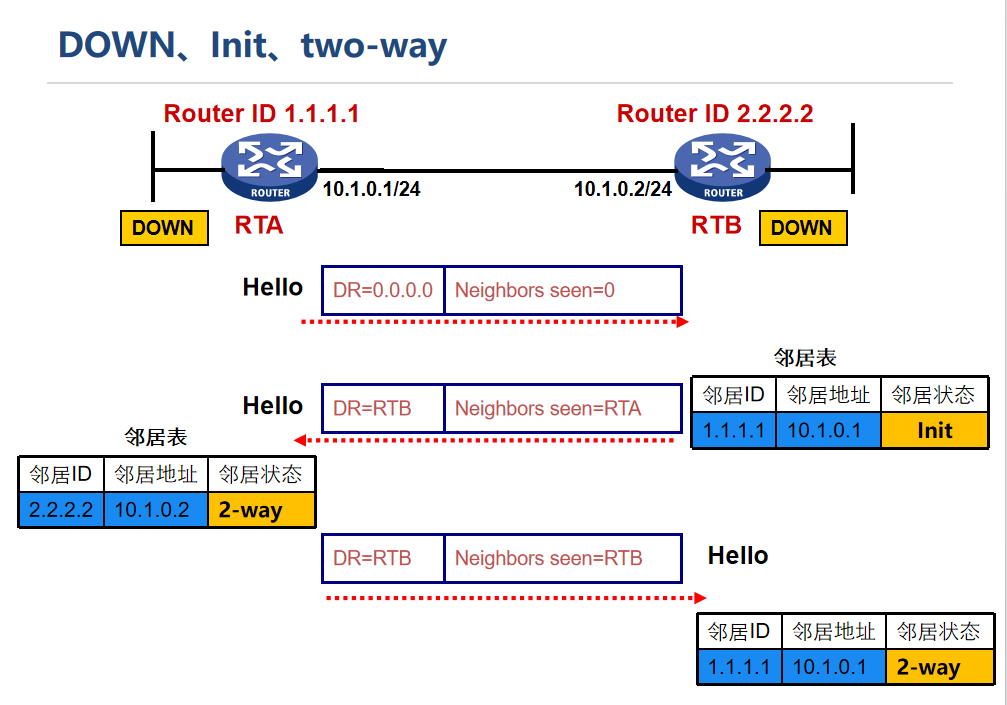 DOWN、Init、two-way
Router ID 1.1.1.1
Router ID 2.2.2.2
ROUTER
ROUTER
10.1.0.1/24
10.1.0.2/24
DOWN
RTA
RTB
DOWN
Hello
DR=0.0.0.0
Neighbors seen=0
邻居表
Hello
DR=RTB
Neighbors seen=RTA
邻居ID
邻居地址
邻居状态
1.1.1.1
10.1.0.1
Init
邻居表
邻居ID
邻居地址
邻居状态
2.2.2.2
10.1.0.2
2-way
DR=RTB
Neighbors seen=RTB
Hello
邻居ID
邻居地址
邻居状态
1.1.1.1
10.1.0.1
2-way